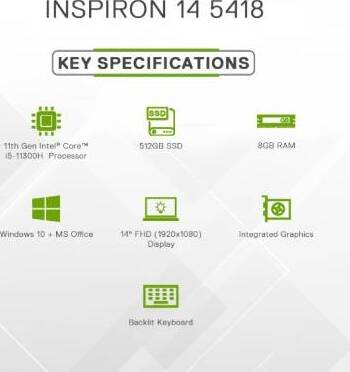 INSPIRON 14 5418
KEY SPECIFICATIONS
SSD
11th Gen Intel® Core™
i5-11300H Processor
512GB SSD
8GB RAM
Windows 10 + MS Office
14" FHD (1920x1080)
Display
Integrated Graphics
Backlit Keyboard